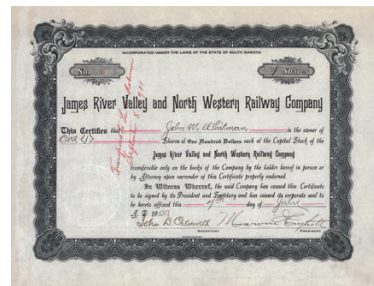 INCORPORATED UNDER THE LAWS OF THE STATE OF SOUTH DAKOTA
No.
1 Shares
James River Valley and North Western Railway Company
This Certifies that John M. Whitman is the owner of
One (1) Shares of One Hundred Dollars each of the Capital Stock of the
James River Valley and North Western Railway Company
transferable only on the books of the Company by the holder hereof in person or
by Attorney upon surrender of this Certificate properly endorsed.
In Witness Whereof, the said Company has caused this Certificate
to be signed by its President and Secretary and has caused its corporate seal to
be hereto affixed this day of
A.D.
John D. Caldwell Marvin Hughitt
SECRETARY PRESIDENT